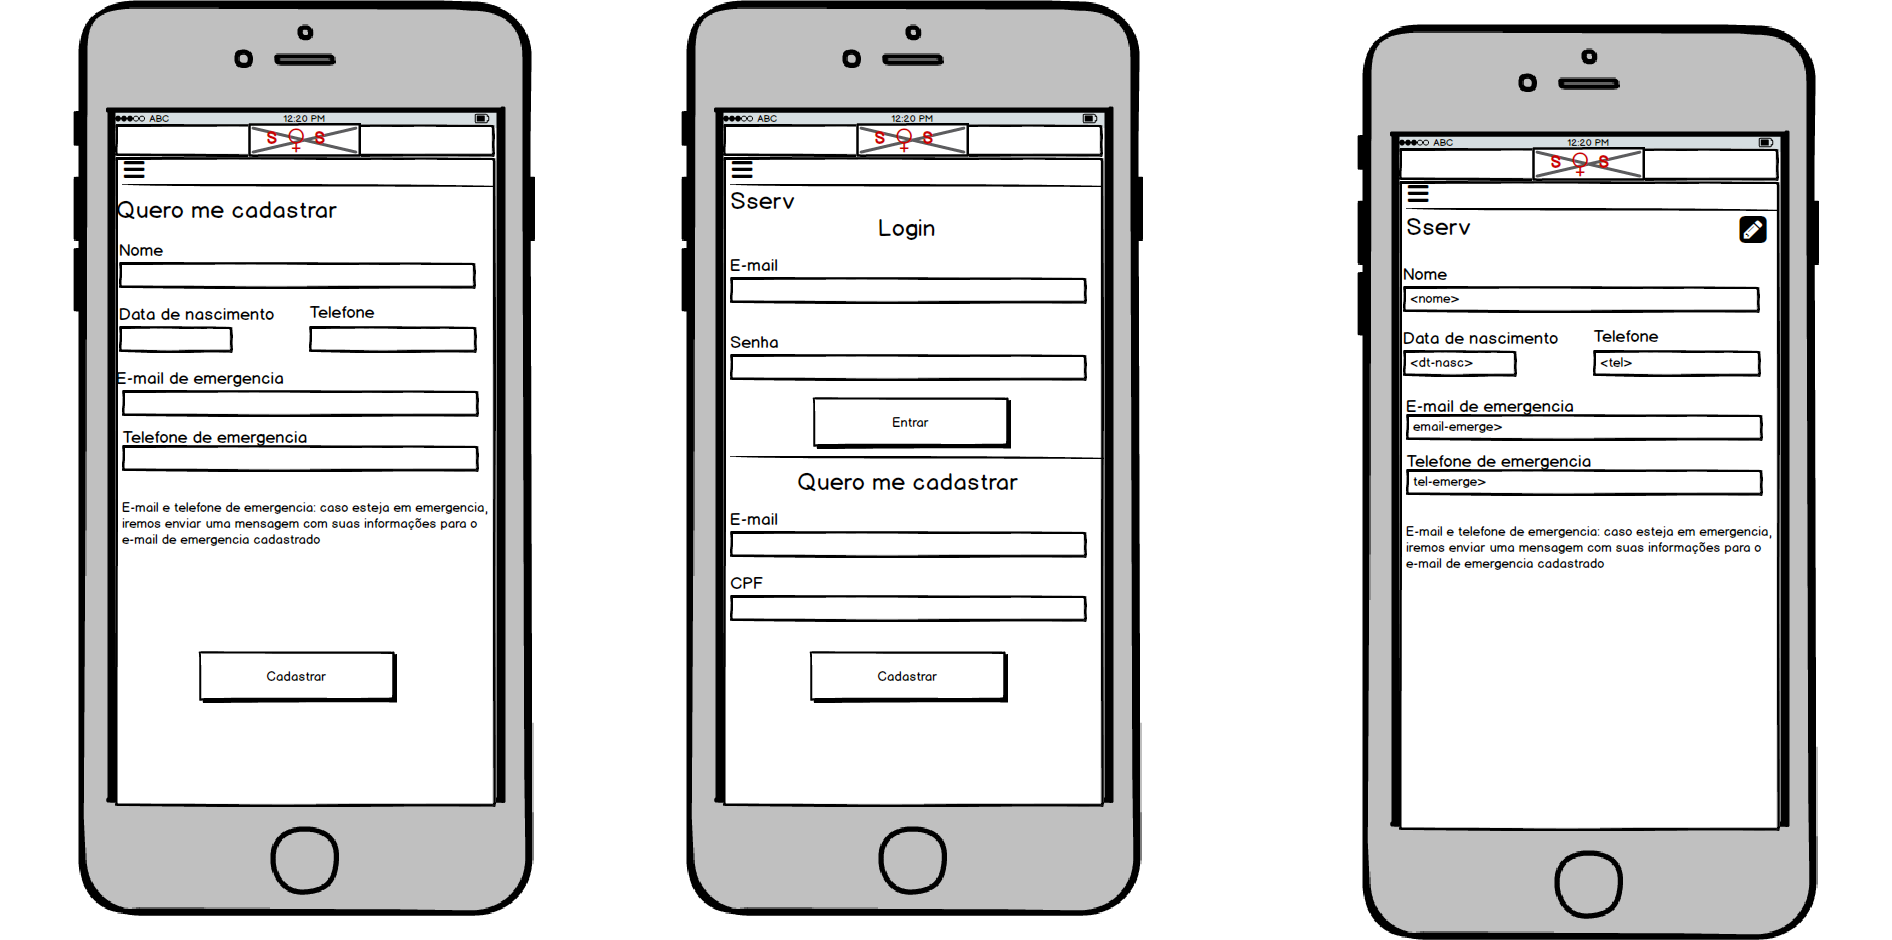 ABC 12:20 PM
S S
Quero me cadastrar
Nome
Data de nascimento Telefone
E-mail de emergencia
Telefone de emergencia
E-mail e telefone de emergencia: caso esteja em emergencia,
iremos enviar uma mensagem com suas informações para o
e-mail de emergencia cadastrado
Cadastrar
ABC 12:20 PM
S S
Sserv
Login
E-mail
Senha
Entrar
Quero me cadastrar
E-mail
CPF
Cadastrar
ABC 12:20 PM
S S
Sserv
Nome
<nome>
Data de nascimento Telefone
<dt-nasc> <tel>
E-mail de emergencia
email-emerge>
Telefone de emergencia
tel-emerge>
E-mail e telefone de emergencia: caso esteja em emergencia,
iremos enviar uma mensagem com suas informações para o
e-mail de emergencia cadastrado